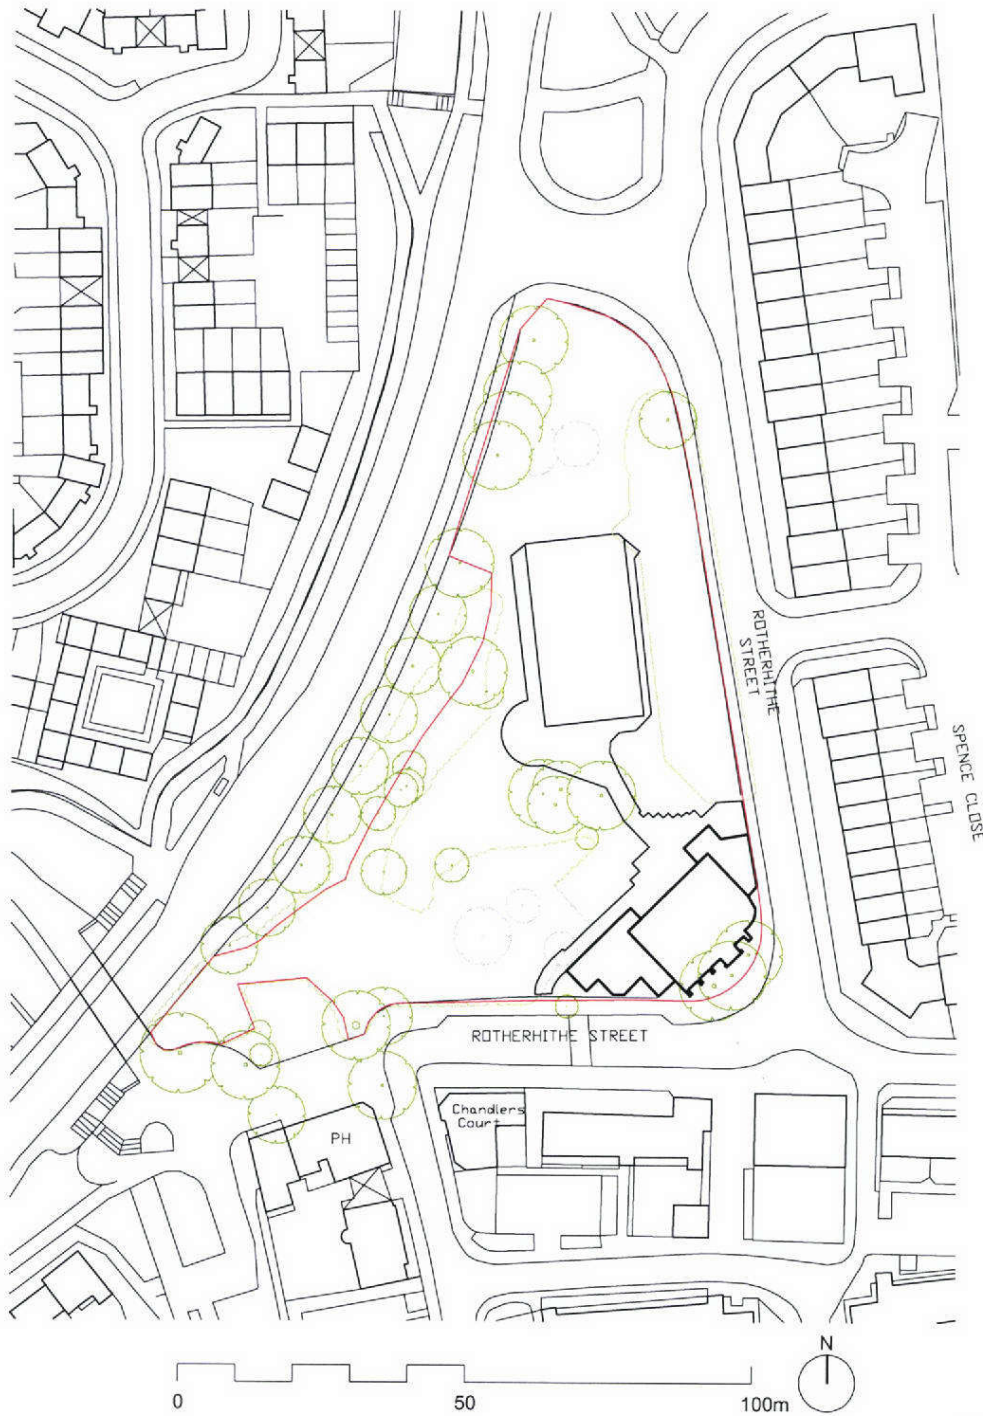 ROTHERHITHE
STREET
SPENCE CLOSE
ROTHERHITHE STREET
Chandlers
Court
PH
N
0
50
100m